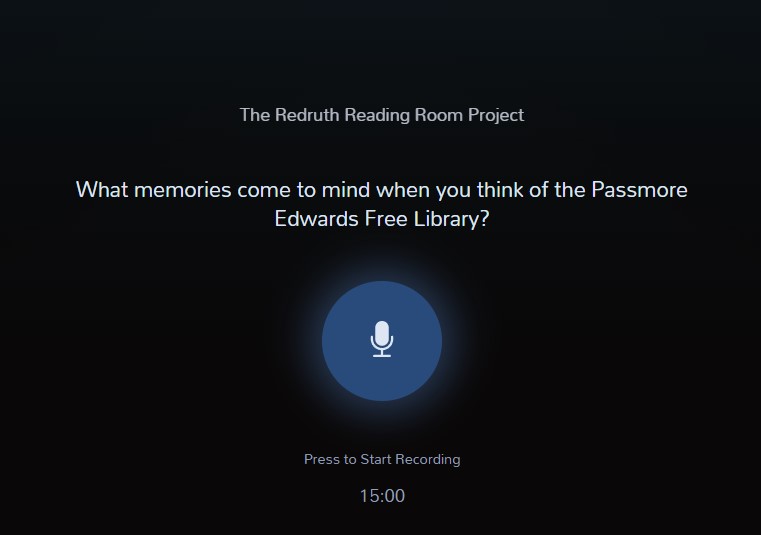 The Redruth Reading Room Project
What memories come to mind when you think of the Passmore
Edwards Free Library?
Press to Start Recording
15:00